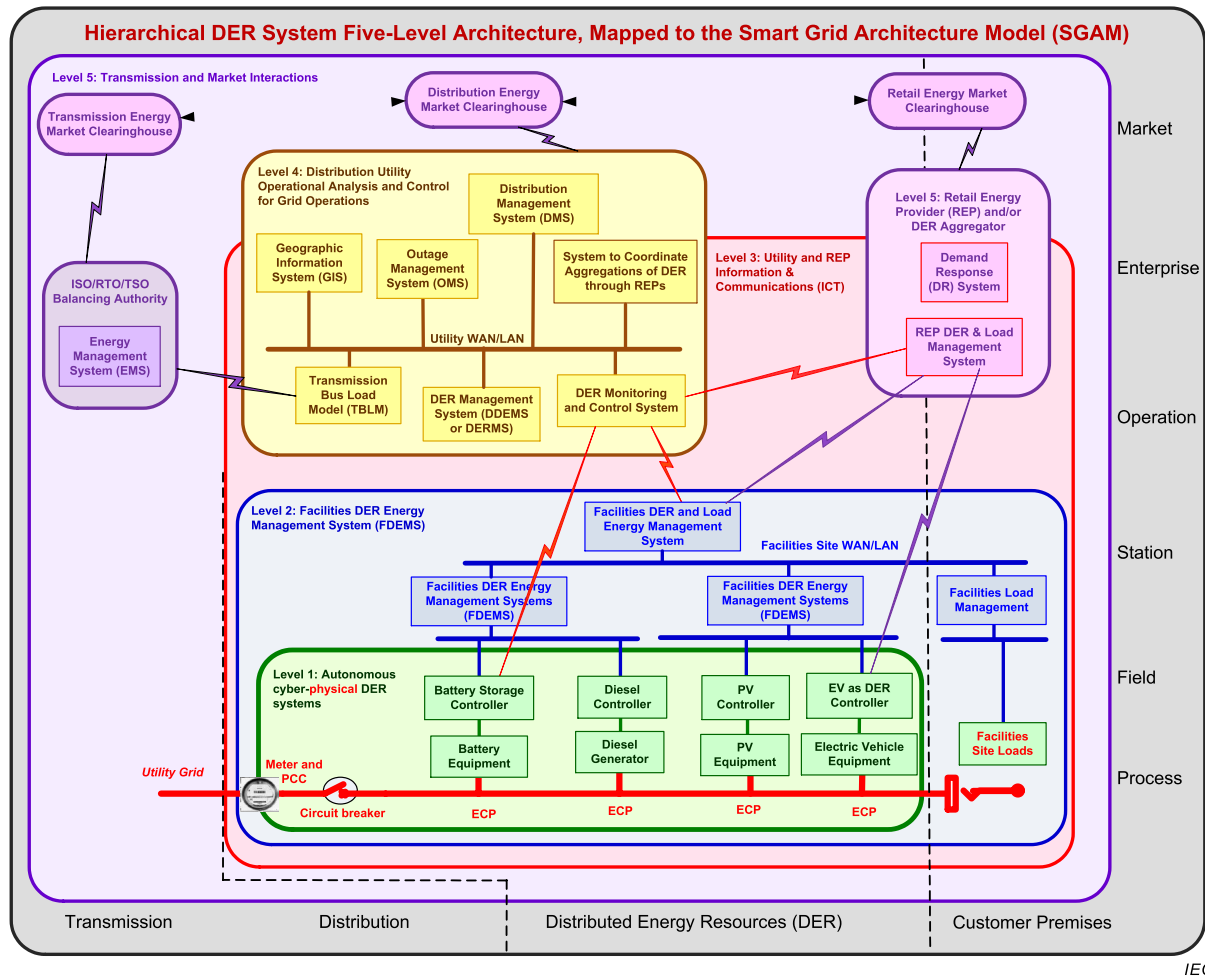 Hierarchical DER System Five-Level Architecture, Mapped to the Smart Grid Architecture Model (SGAM)
Level 5: Transmission and Market Interactions
Transmission Energy
Market Clearinghouse
Distribution Energy
Market Clearinghouse
Retail Energy Market
Clearinghouse
Market
Level 4: Distribution Utility
Operational Analysis and Control
for Grid Operations
Distribution
Management
System (DMS)
Level 5: Retail Energy
Provider (REP) and/or
DER Aggregator
Geographic
Information
System (GIS)
Outage
Management
System (OMS)
System to Coordinate
Aggregations of DER
through REPs
Level 3: Utility and REP
Information &
Communications (ICT)
Demand
Response
(DR) System
Enterprise
ISO/RTO/TSO
Balancing Authority
Energy
Management
System (EMS)
Utility WAN/LAN
REP DER & Load
Management
System
Transmission
Bus Load
Model (TBLM)
DER Management
System (DDEMS
or DERMS)
DER Monitoring
and Control System
Operation
Level 2: Facilities DER Energy
Management System (FDEMS)
Facilities DER and Load
Energy Management
System
Facilities Site WAN/LAN
Station
Facilities DER Energy
Management Systems
(FDEMS)
Facilities DER Energy
Management Systems
(FDEMS)
Facilities Load
Management
Level 1: Autonomous
cyber-physical DER
systems
Battery Storage
Controller
Diesel
Controller
PV
Controller
EV as DER
Controller
Field
Battery
Equipment
Diesel
Generator
PV
Equipment
Electric Vehicle
Equipment
Facilities
Site Loads
Utility Grid
Meter and
PCC
Circuit breaker
ECP
ECP
ECP
ECP
Process
Transmission
Distribution
Distributed Energy Resources (DER)
Customer Premises